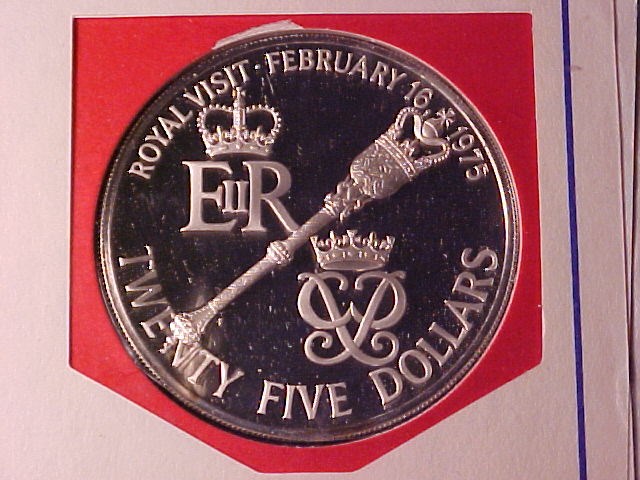 ROYAL VISIT · FEBRUARY 16, 1975
EIIR
TWENTY FIVE DOLLARS